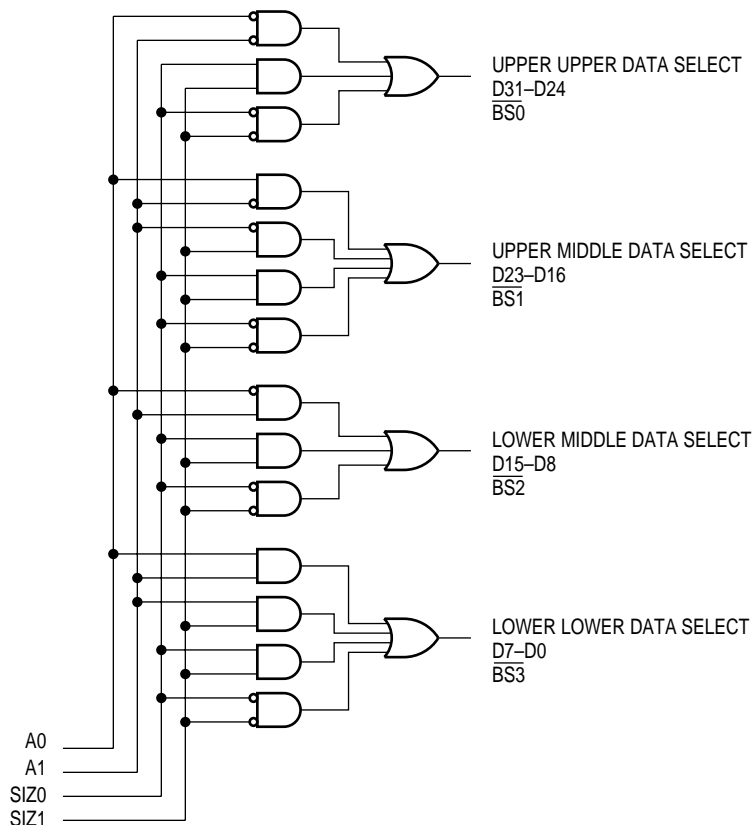 UPPER UPPER DATA SELECT
D31–D24
BS0
UPPER MIDDLE DATA SELECT
D23–D16
BS1
LOWER MIDDLE DATA SELECT
D15–D8
BS2
LOWER LOWER DATA SELECT
D7–D0
BS3
A0
A1
SIZ0
SIZ1